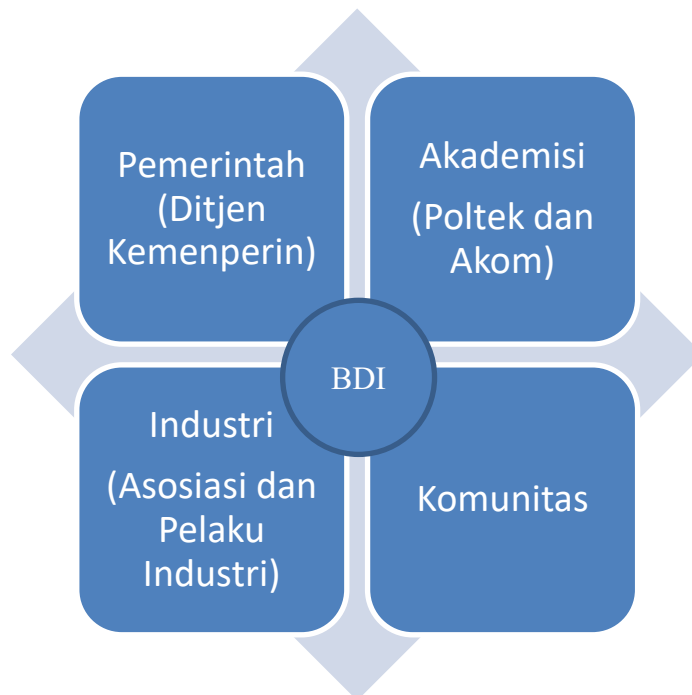 Pemerintah
(Ditjen
Kemenperin)
Akademisi
(Poltek dan
Akom)
BDI
Industri
(Asosiasi dan
Pelaku
Industri)
Komunitas